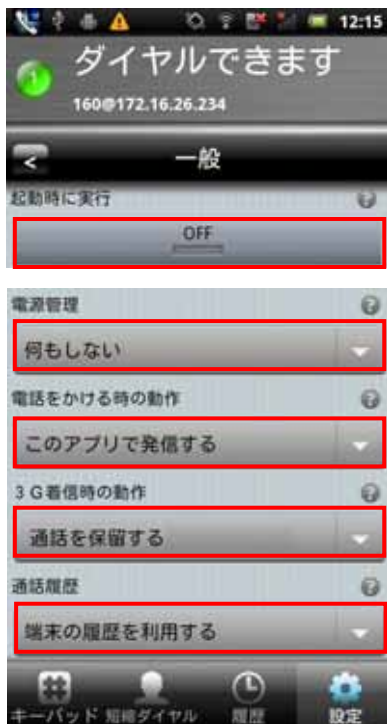 12:15
1
ダイヤルできます
160@172.16.26.234
<
一般
起動時に実行
?
OFF
電源管理
?
何もしない
電話をかける時の動作
?
このアプリで発信する
3G着信時の動作
?
通話を保留する
通話履歴
?
端末の履歴を利用する
キーパッド 短縮ダイヤル 履歴 設定